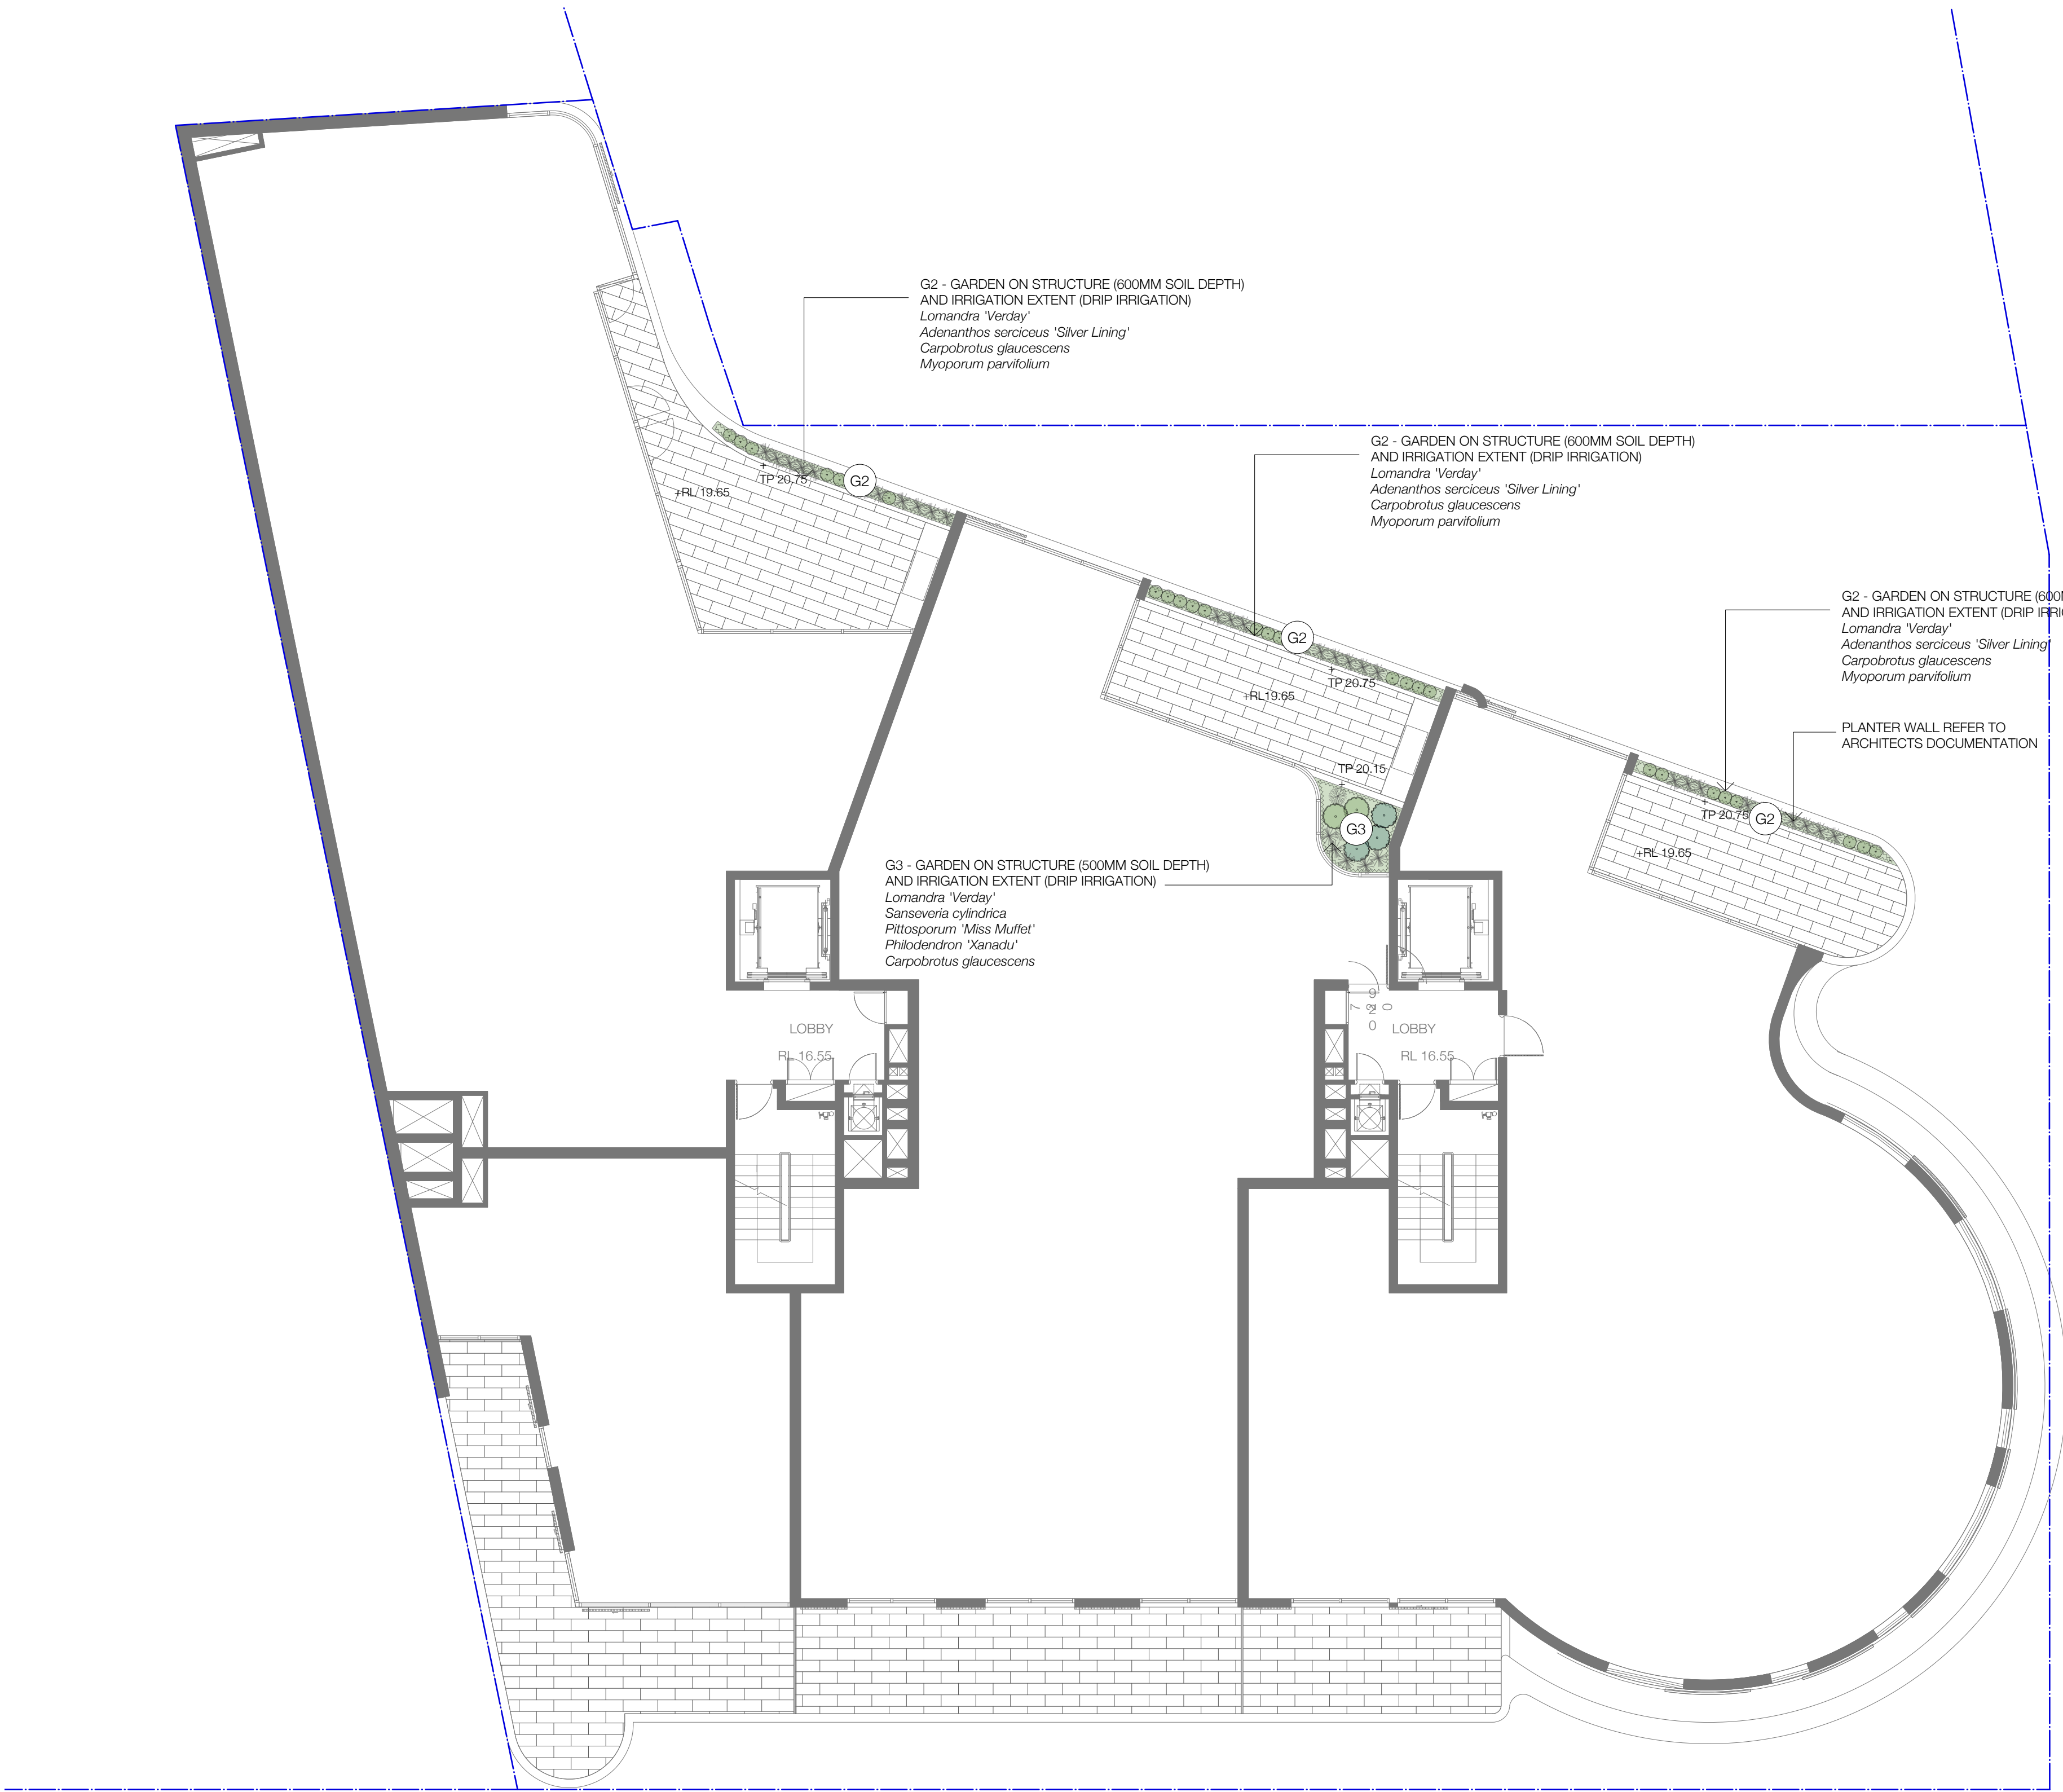 G2 - GARDEN ON STRUCTURE (600MM SOIL DEPTH)
AND IRRIGATION EXTENT (DRIP IRRIGATION)
Lomandra 'Verday'
Adenanthos serciceus 'Silver Lining'
Carpobrotus glaucescens
Myoporum parvifolium
G2 - GARDEN ON STRUCTURE (600MM SOIL DEPTH)
AND IRRIGATION EXTENT (DRIP IRRIGATION)
Lomandra 'Verday'
Adenanthos serciceus 'Silver Lining'
Carpobrotus glaucescens
Myoporum parvifolium
G2
+
TP 20.75
+RL 19.65
G2 - GARDEN ON STRUCTURE (600
AND IRRIGATION EXTENT (DRIP IRRI
Lomandra 'Verday'
Adenanthos serciceus 'Silver Lining'
Carpobrotus glaucescens
Myoporum parvifolium
G2
+
TP 20.75
+RL19.65
PLANTER WALL REFER TO
ARCHITECTS DOCUMENTATION
TP 20.15
+
+
TP 20.75
G2
G3
+RL 19.65
G3 - GARDEN ON STRUCTURE (500MM SOIL DEPTH)
AND IRRIGATION EXTENT (DRIP IRRIGATION)
Lomandra 'Verday'
Sanseveria cylindrica
Pittosporum 'Miss Muffet'
Philodendron 'Xanadu'
Carpobrotus glaucescens
LOBBY
RL 16.55
LOBBY
RL 16.55